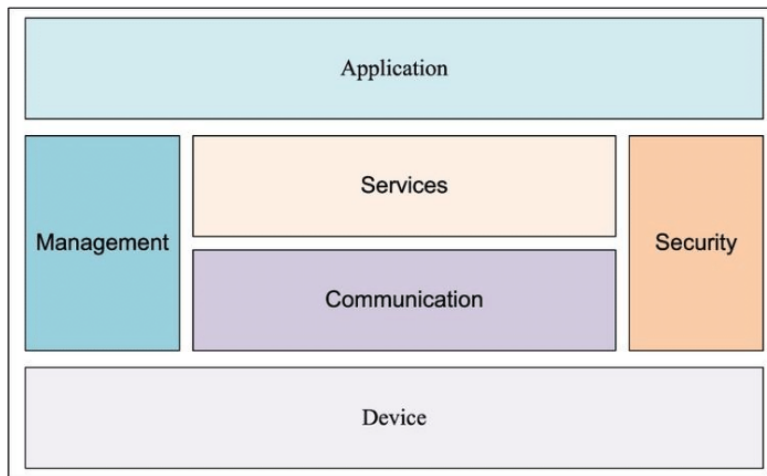 Application
Management
Services
Communication
Security
Device